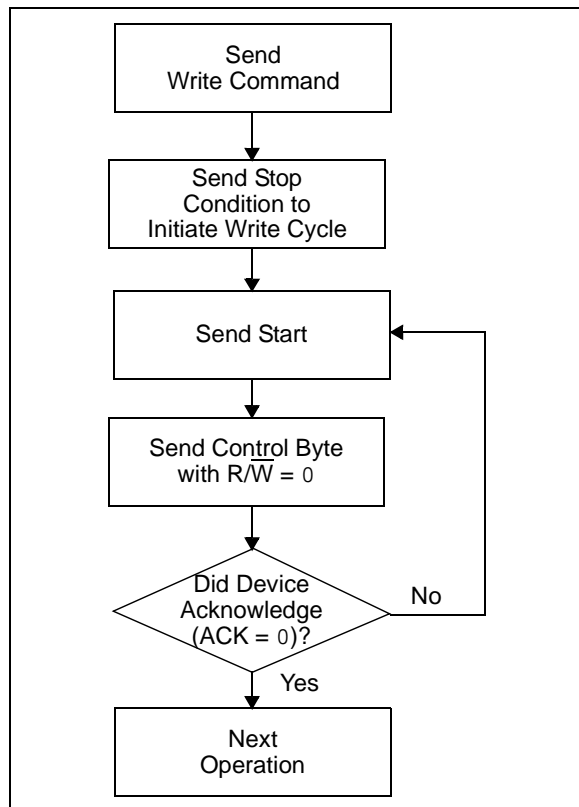 Send
Write Command
Send Stop
Condition to
Initiate Write Cycle
Send Start
Send Control Byte
with R/W̅ = 0
Did Device
Acknowledge
(ACK = 0)?
No
Yes
Next
Operation